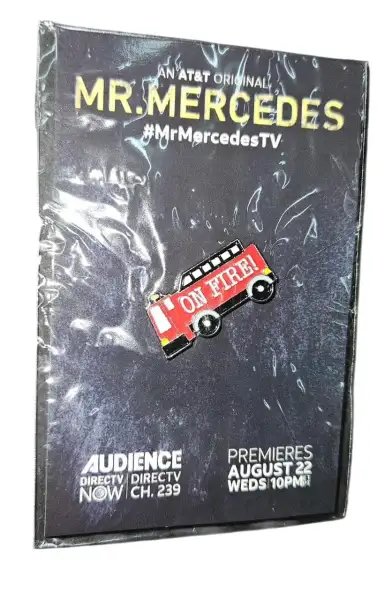 AN AT&T ORIGINAL
MR. MERCEDES
#MrMercedesTV
ON FIRE!
AUDIENCE
DIRECTV NOW | DIRECTV CH. 239
PREMIERES
AUGUST 22
WEDS | 10PM